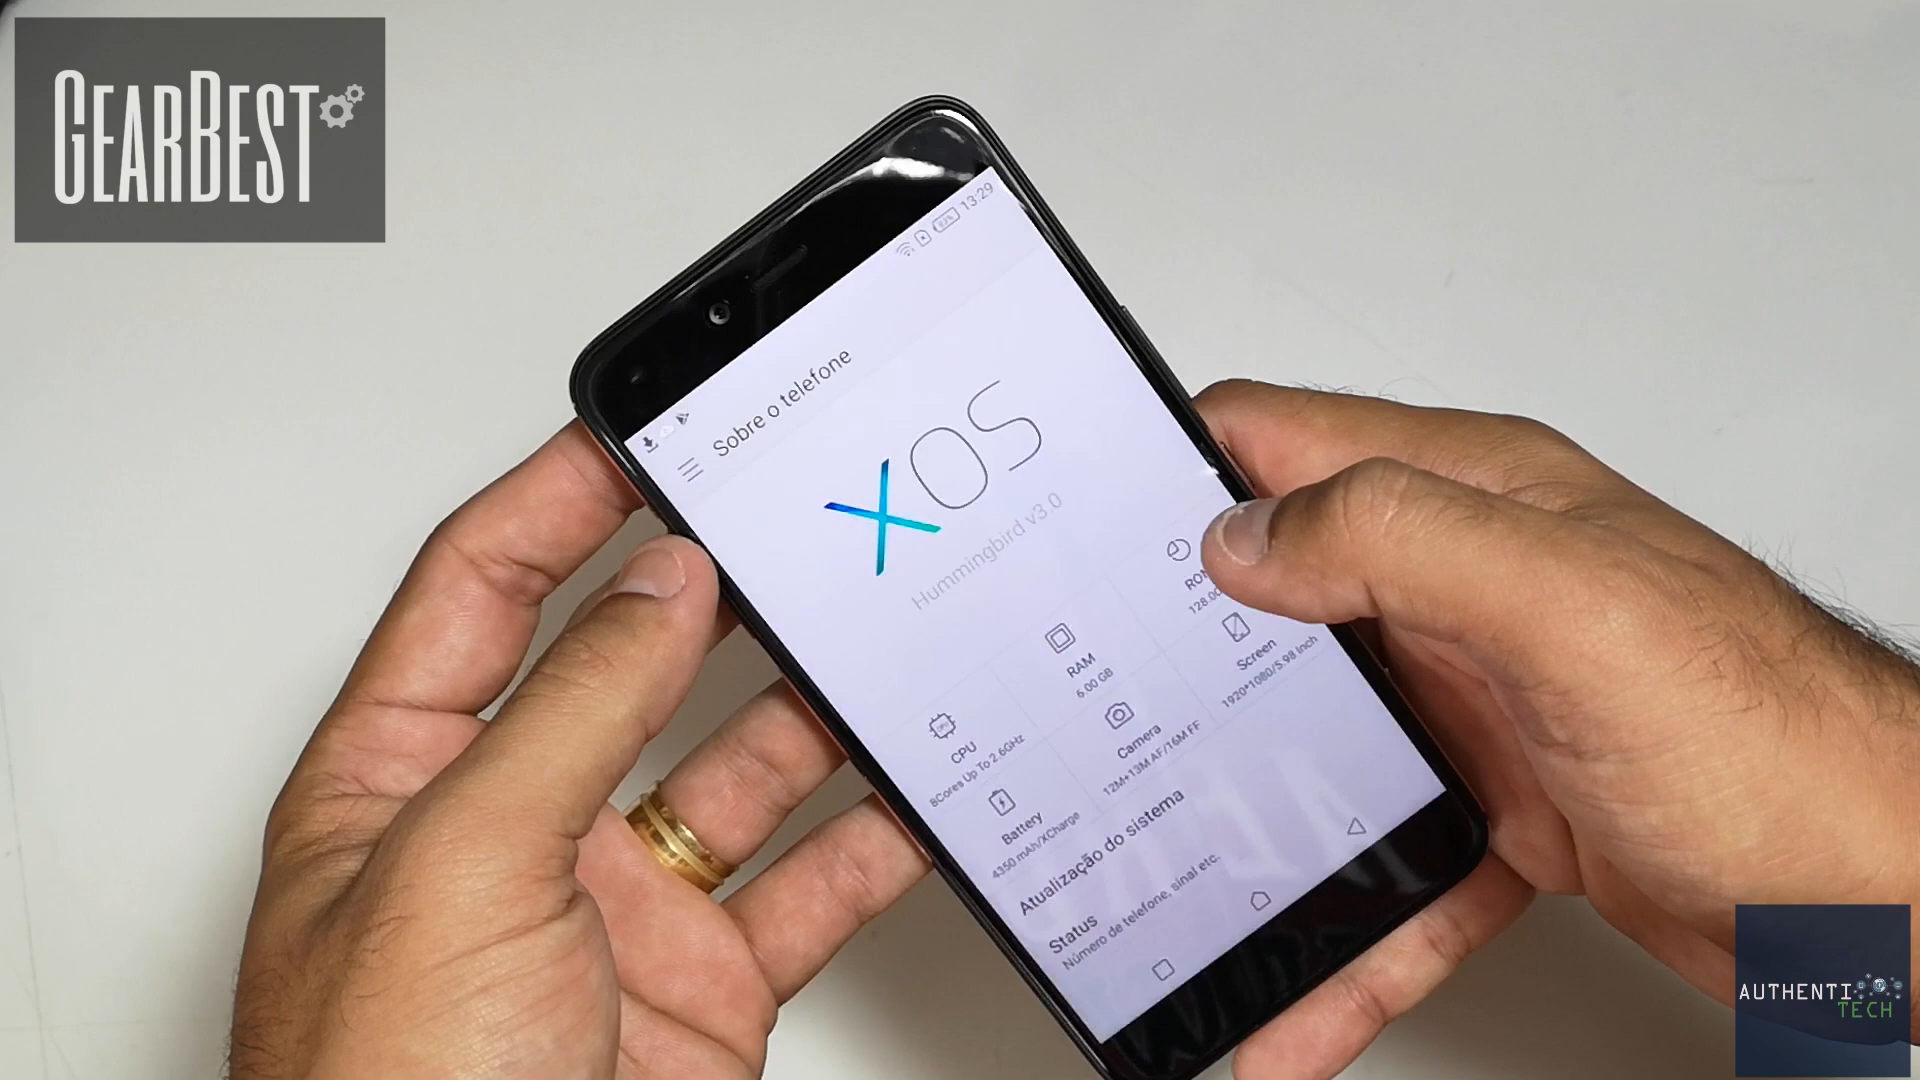 GEARBEST
13:29
Sobre o telefone
XOS
Hummingbird v3.0
CPU
8Cores Up To 2.6GHz
RAM
6.00 GB
Battery
4350 mAh/XCharge
Camera
12M+13M AF/16M FF
Screen
1920*1080/5.98 inch
Atualização do sistema
Status
Número de telefone, sinal etc.
AUTHENTI
TECH